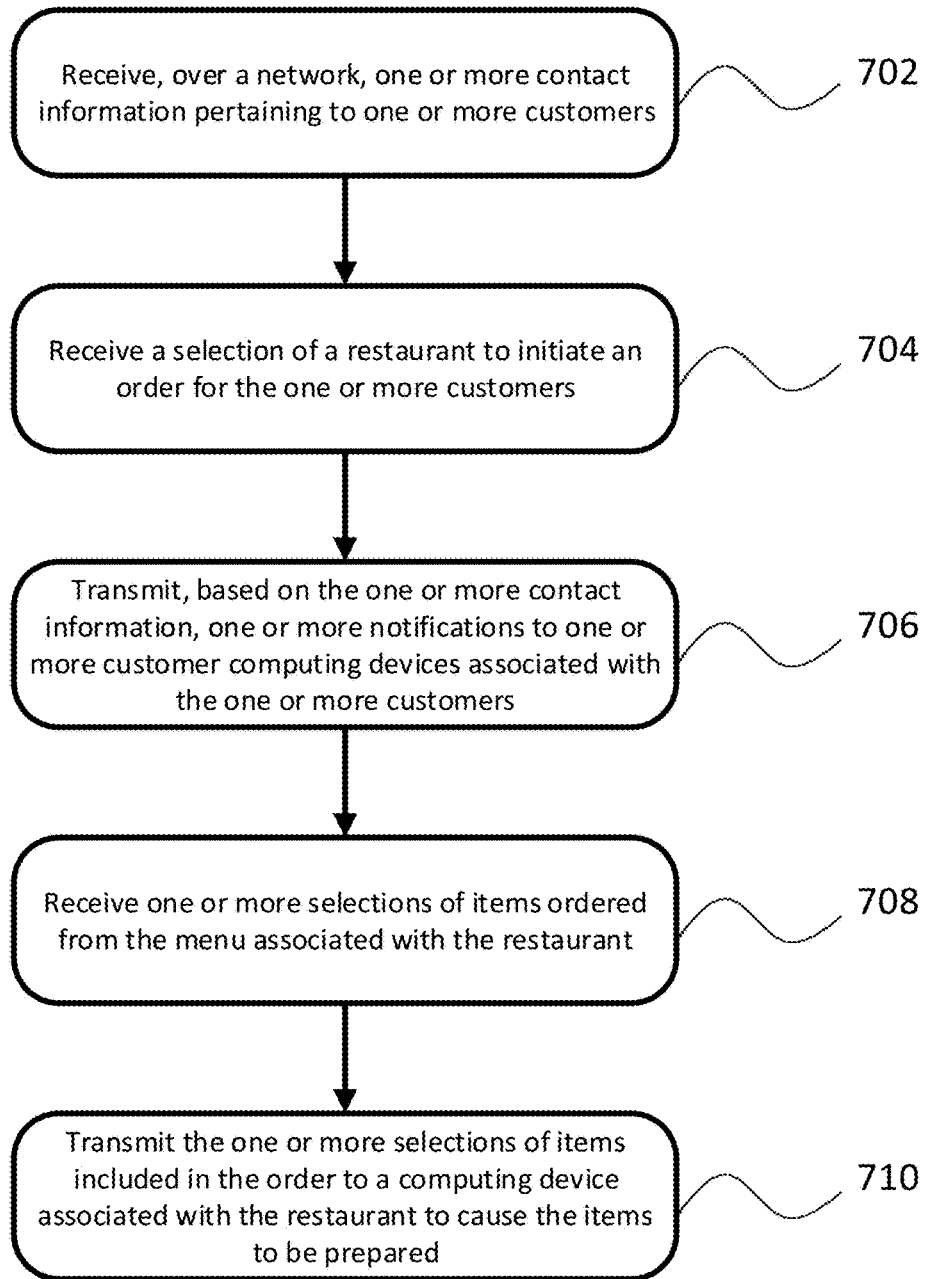 Receive, over a network, one or more contact
information pertaining to one or more customers
702
Receive a selection of a restaurant to initiate an
order for the one or more customers
704
Transmit, based on the one or more contact
information, one or more notifications to one or
more customer computing devices associated with
the one or more customers
706
Receive one or more selections of items ordered
from the menu associated with the restaurant
708
Transmit the one or more selections of items
included in the order to a computing device
associated with the restaurant to cause the items
to be prepared
710